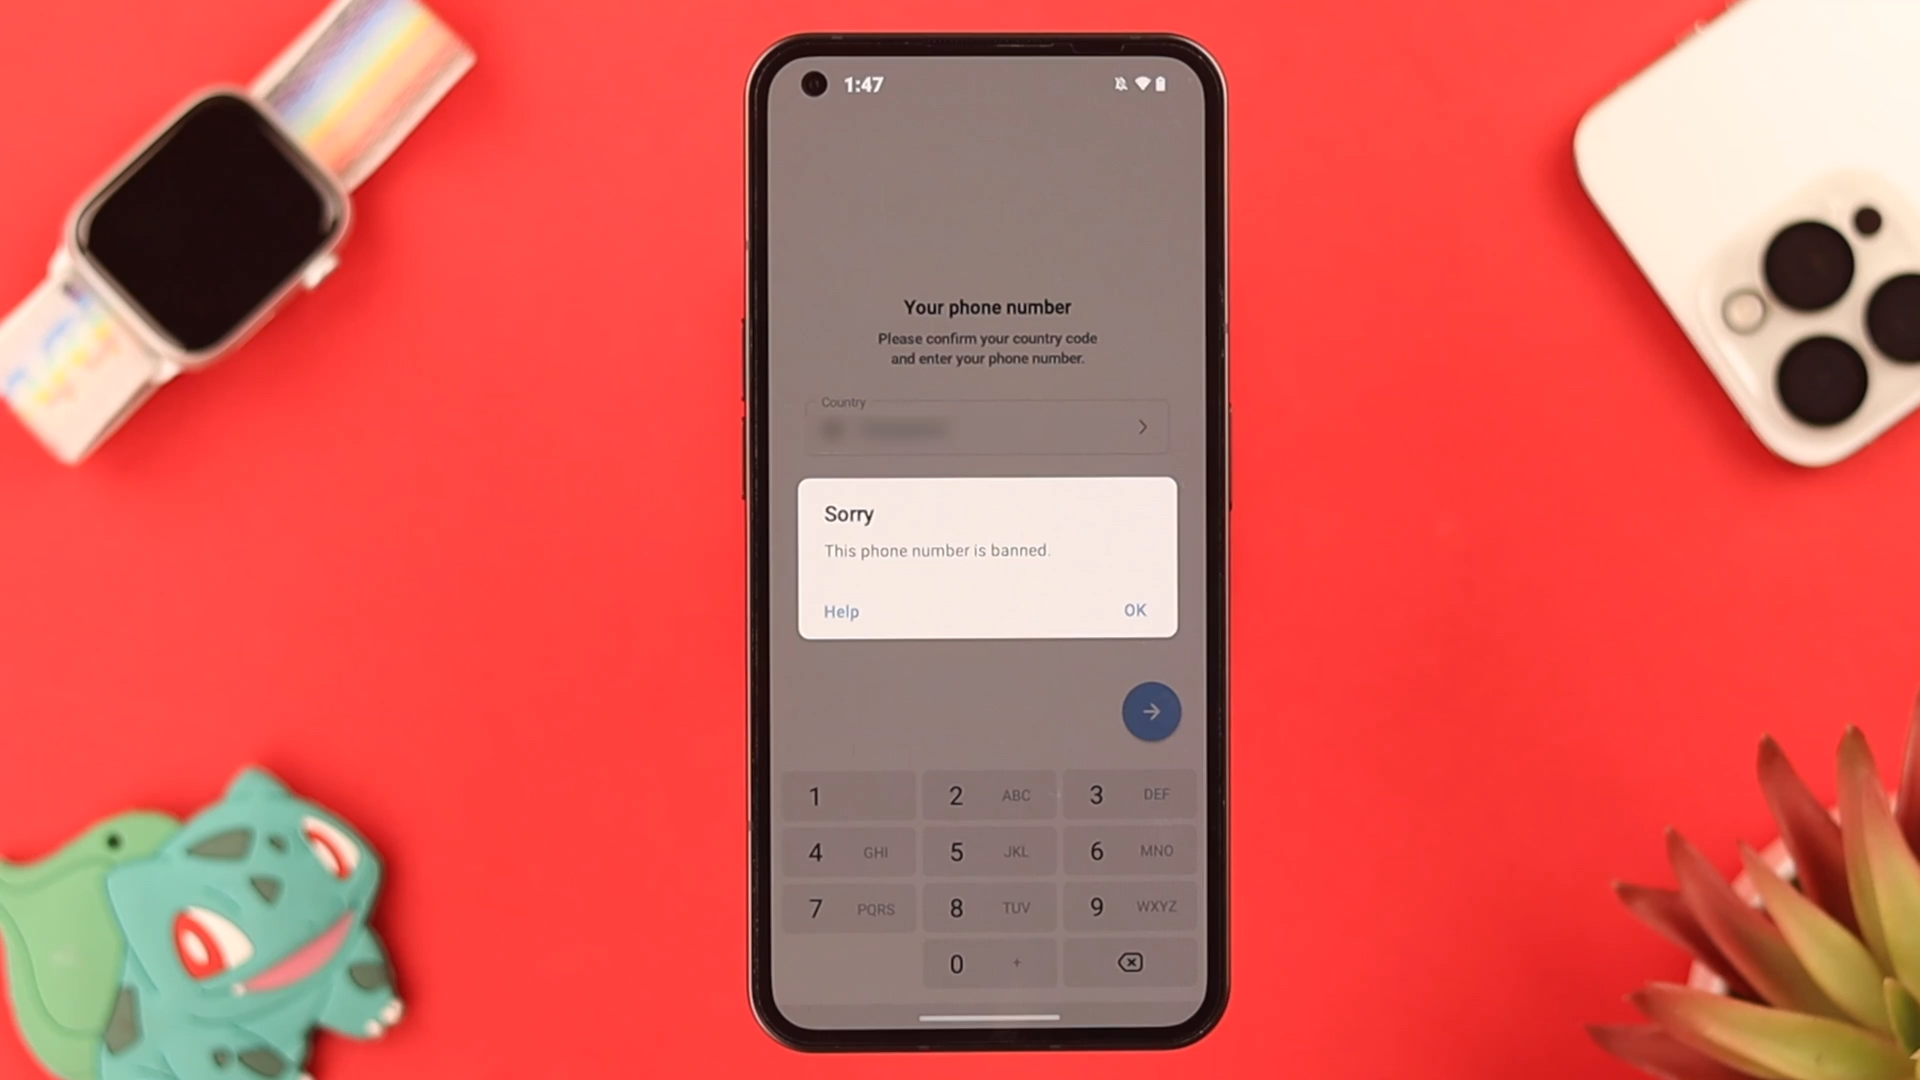 1:47
Your phone number
Please confirm your country code
and enter your phone number.
Country
Sorry
This phone number is banned.
Help OK
1 2 ABC 3 DEF
4 GHI 5 JKL 6 MNO
7 PQRS 8 TUV 9 WXYZ
0 +